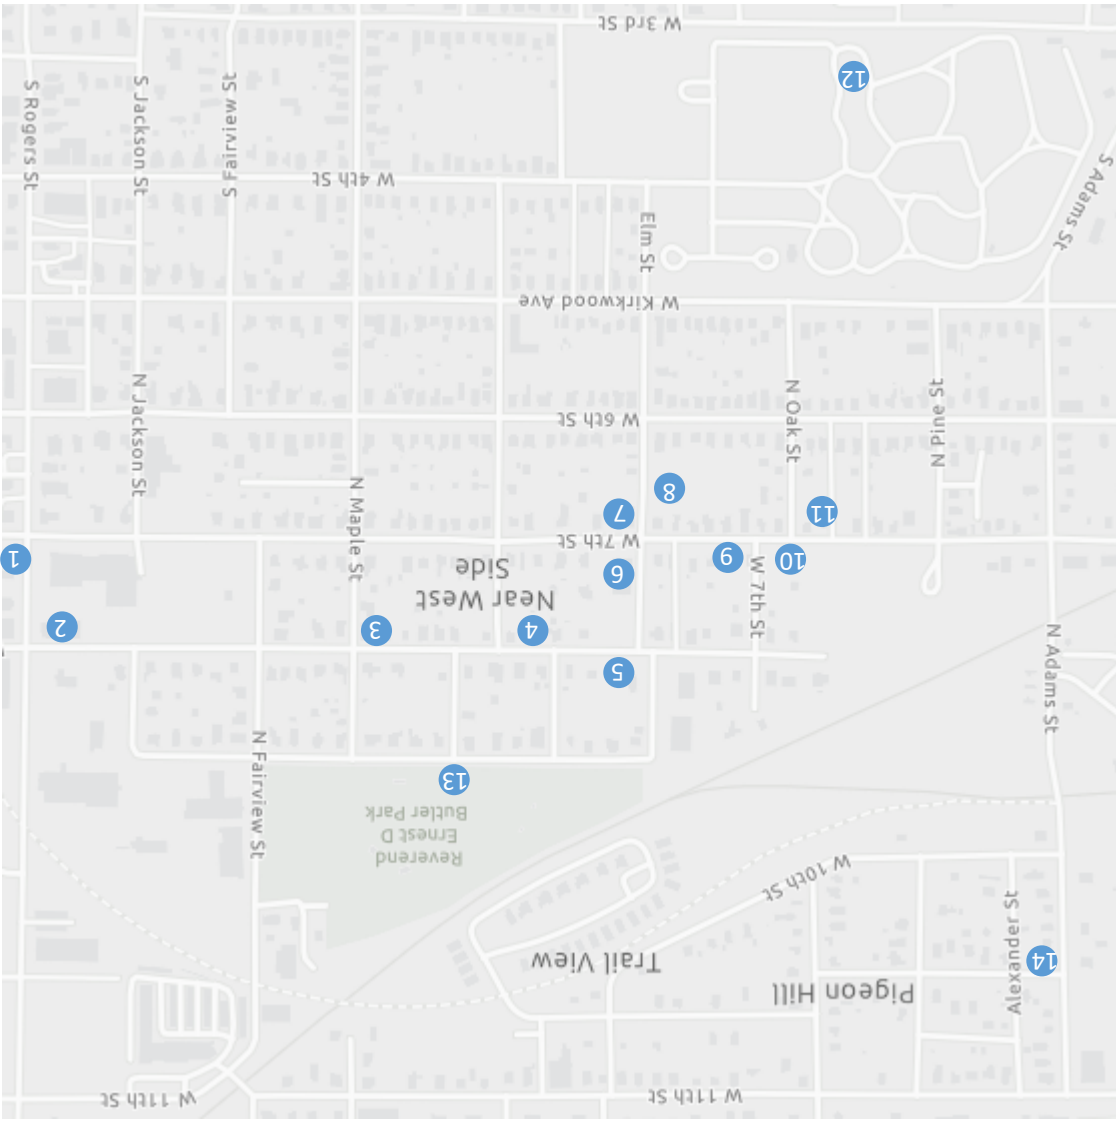 W 3rd St
12
S Rogers St
S Jackson St
S Fairview St
W 4th St
S Adams St
Elm St
W Kirkwood Ave
N Jackson St
W 6th St
N Oak St
N Pine St
N Maple St
8
7
11
W 7th St
1
Near West
Side
6
9
10
W 7th St
2
3
4
5
N Adams St
N Fairview St
13
Reverend
Ernest D
Butler Park
W 10th St
Alexander St
14
Trail View
Pigeon Hill
W 11th St
W 11th St